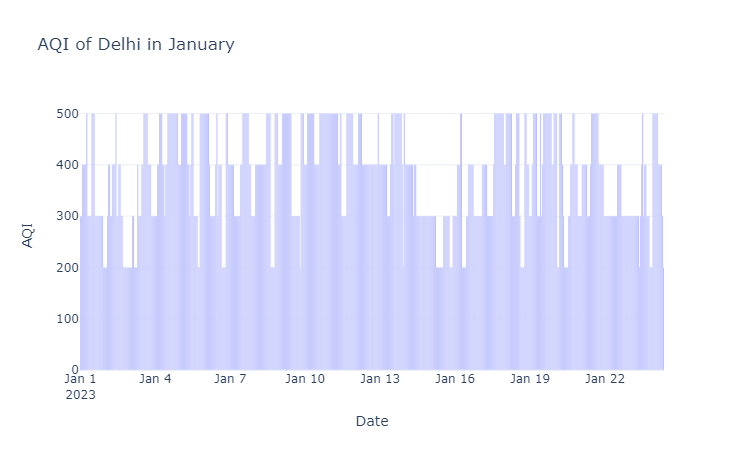 AQI of Delhi in January
AQI
500
400
300
200
100
0
Jan 1
2023
Jan 4
Jan 7
Jan 10
Jan 13
Jan 16
Jan 19
Jan 22
Date